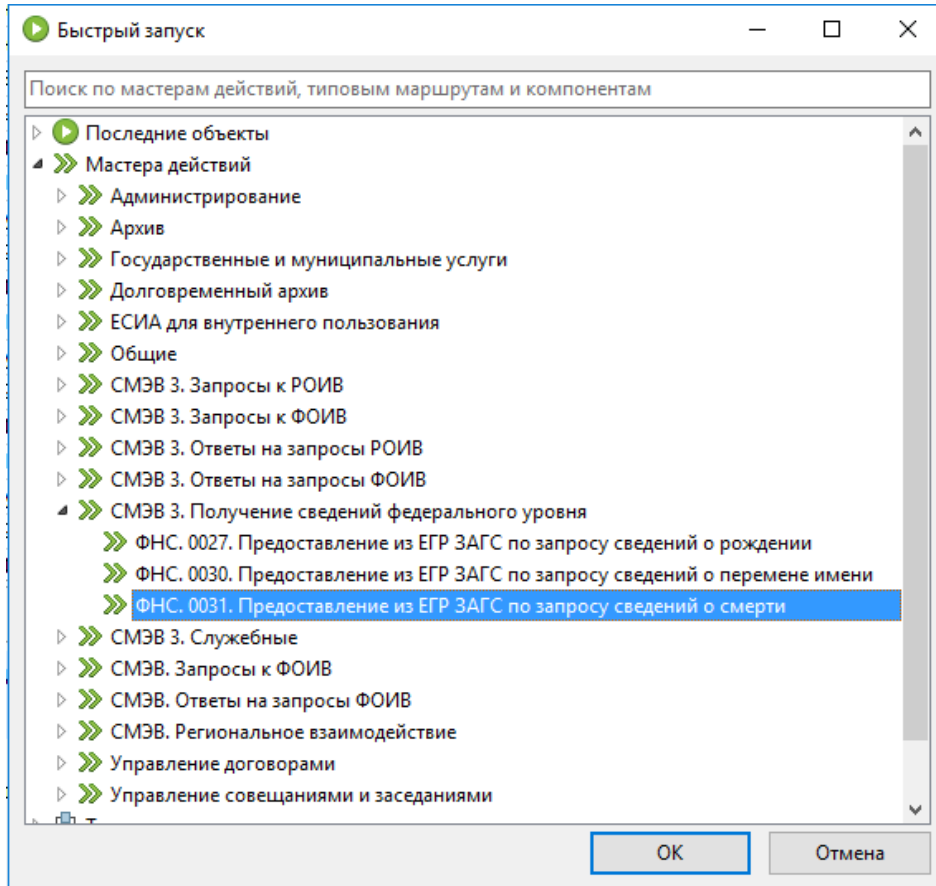 Быстрый запуск
Поиск по мастерам действий, типовым маршрутам и компонентам
Последние объекты
Мастера действий
Администрирование
Архив
Государственные и муниципальные услуги
Долговременный архив
ЕСИА для внутреннего пользования
Общие
СМЭВ 3. Запросы к РОИВ
СМЭВ 3. Запросы к ФОИВ
СМЭВ 3. Ответы на запросы РОИВ
СМЭВ 3. Ответы на запросы ФОИВ
СМЭВ 3. Получение сведений федерального уровня
ФНС. 0027. Предоставление из ЕГР ЗАГС по запросу сведений о рождении
ФНС. 0030. Предоставление из ЕГР ЗАГС по запросу сведений о перемене имени
ФНС. 0031. Предоставление из ЕГР ЗАГС по запросу сведений о смерти
СМЭВ 3. Служебные
СМЭВ. Запросы к ФОИВ
СМЭВ. Ответы на запросы ФОИВ
СМЭВ. Региональное взаимодействие
Управление договорами
Управление совещаниями и заседаниями
ОК
Отмена